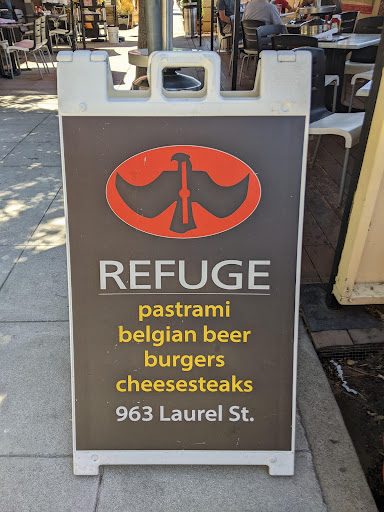 REFUGE
pastrami
belgian beer
burgers
cheesesteaks
963 Laurel St.